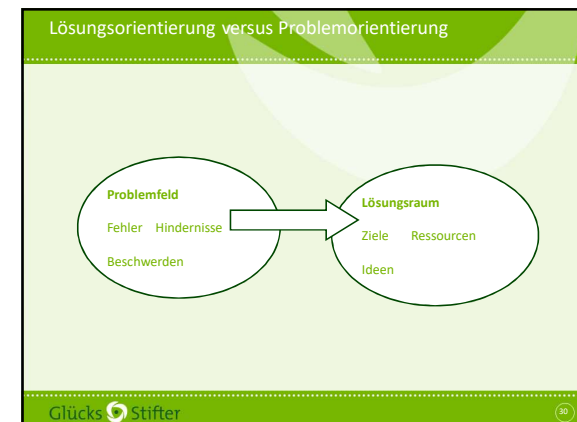 Lösungsorientierung versus Problemorientierung
Problemfeld
Fehler Hindernisse
Beschwerden
Lösungsraum
Ziele Ressourcen
Ideen
Glücks Stifter
30